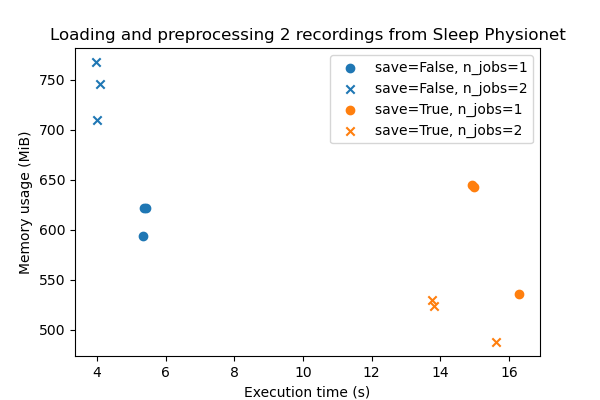 Loading and preprocessing 2 recordings from Sleep Physionet
save=False, n_jobs=1
save=False, n_jobs=2
save=True, n_jobs=1
save=True, n_jobs=2
Memory usage (MiB)
750
700
650
600
550
500
4 6 8 10 12 14 16
Execution time (s)